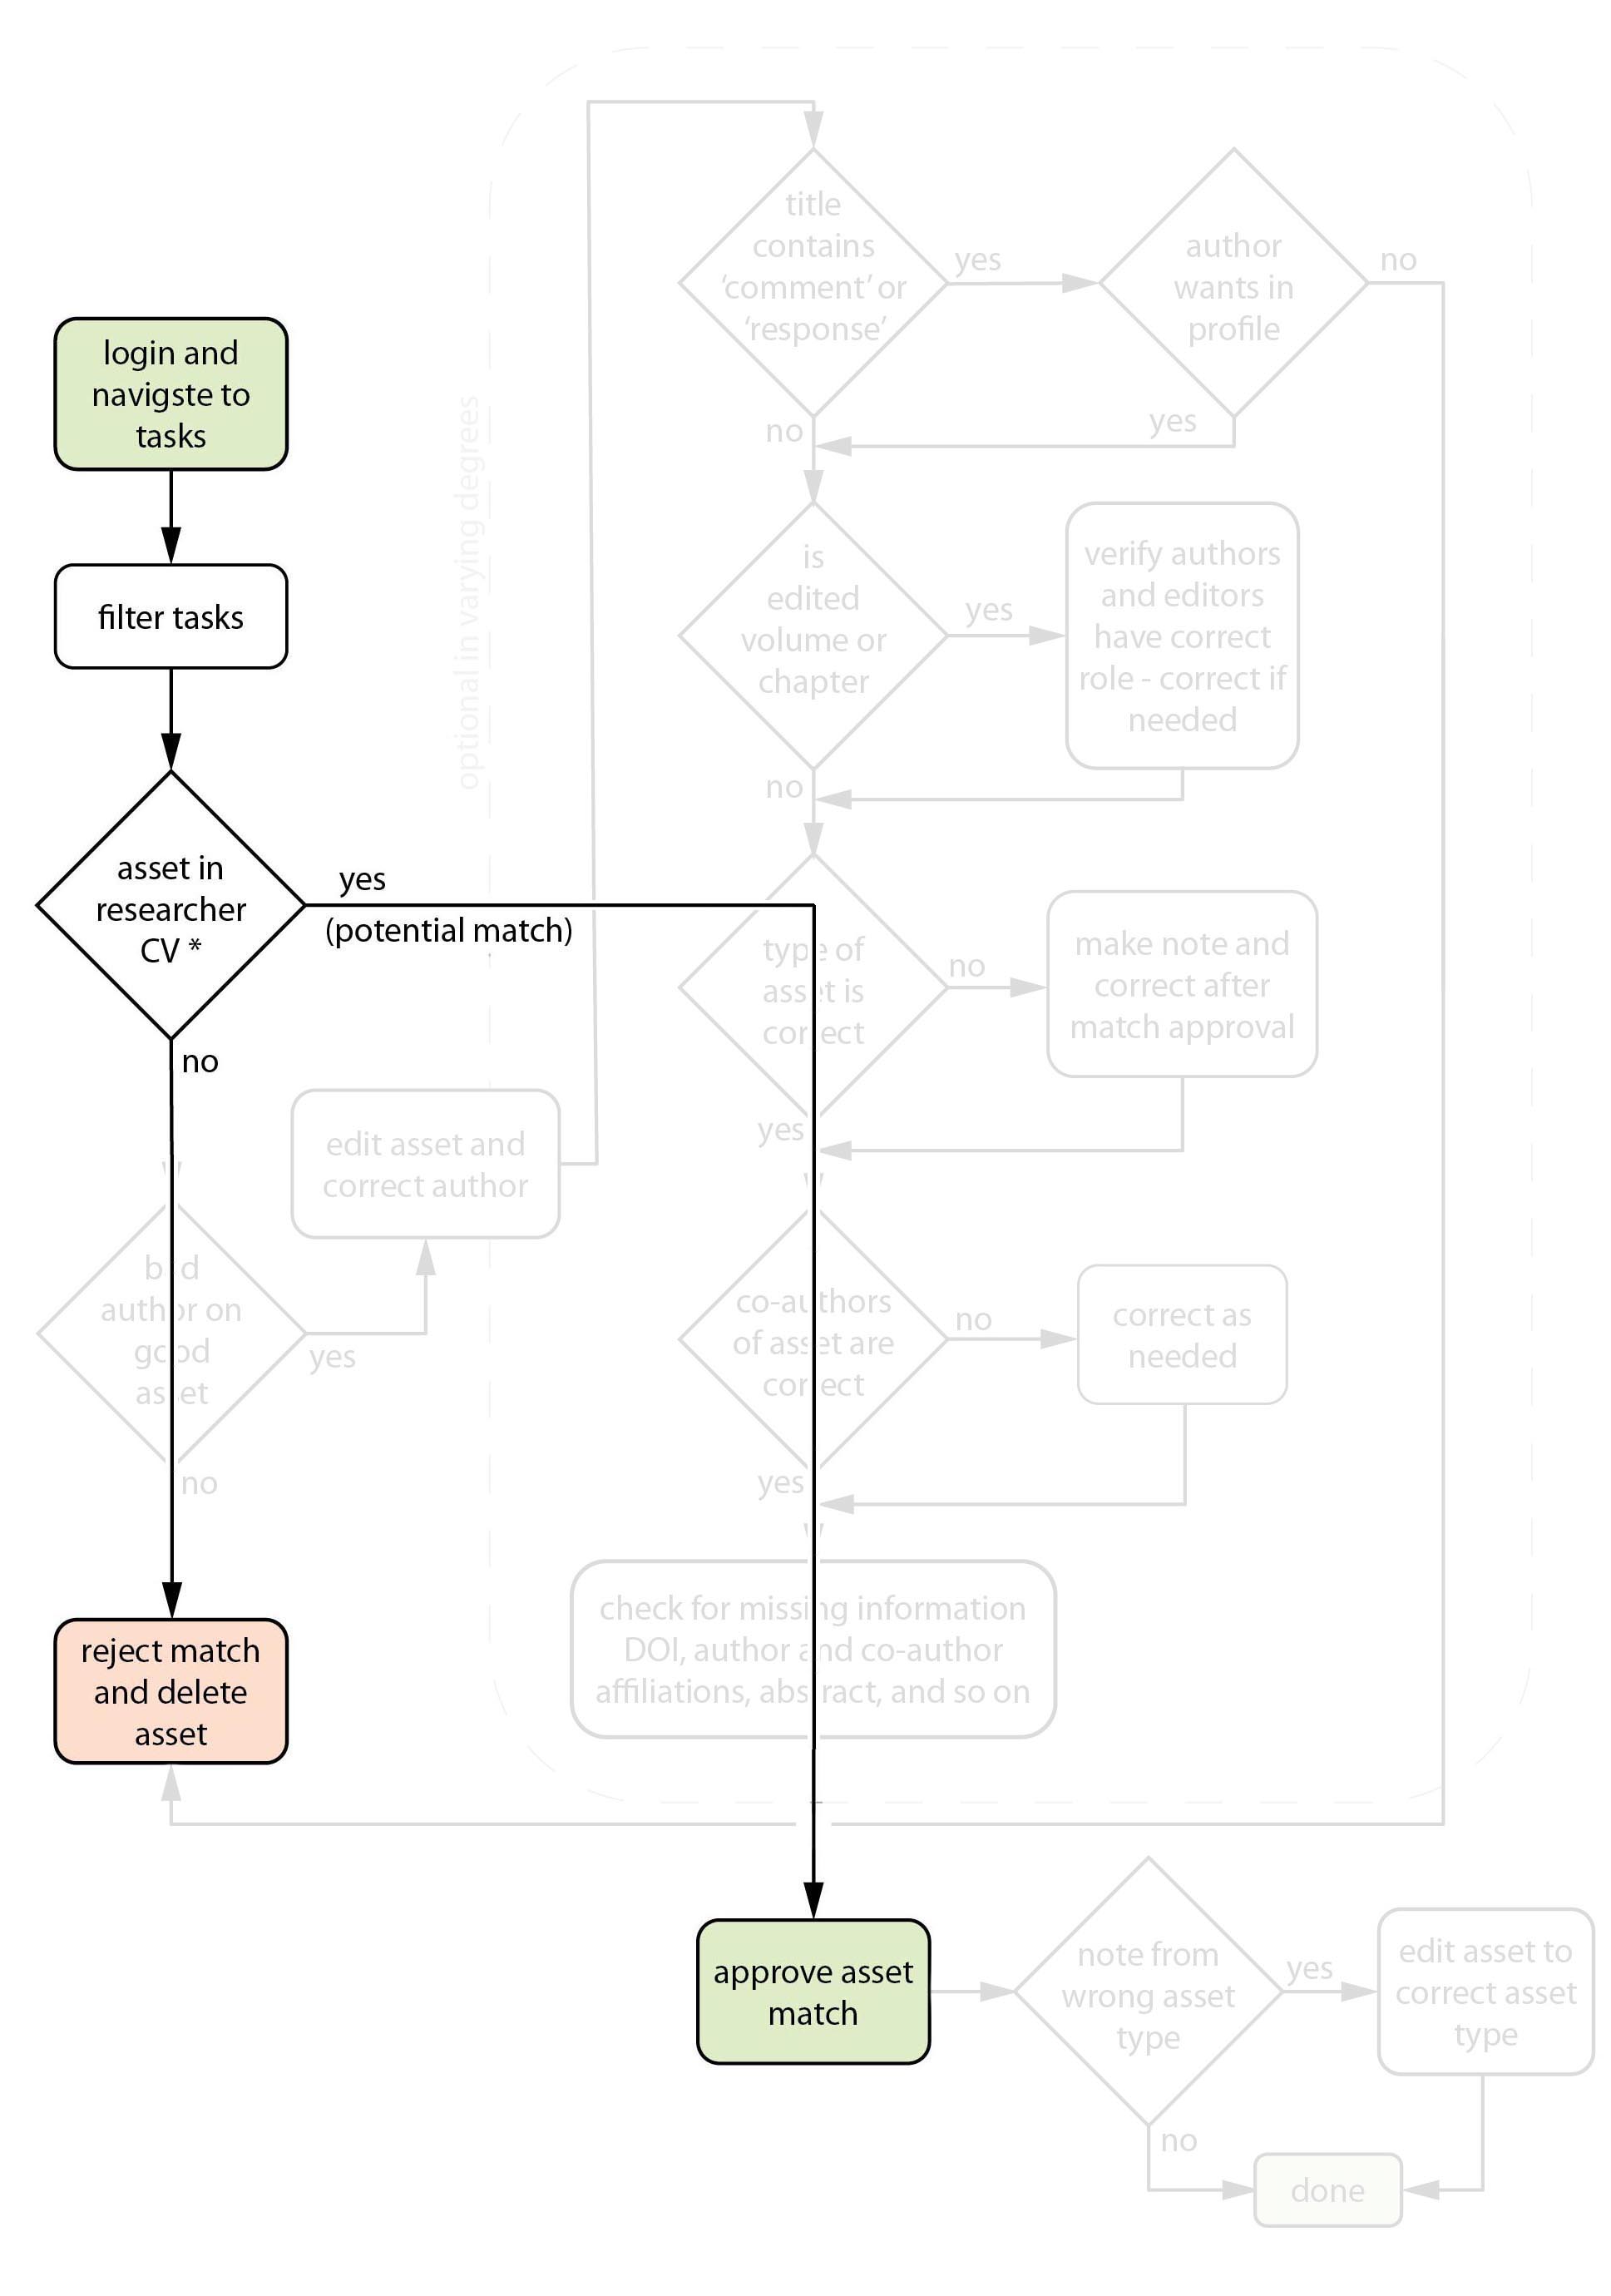 login and
navigste to
tasks
filter tasks
asset in
researcher
CV *
yes
(potential match)
no
bad
author on
good
asset
yes
no
edit asset and
correct author
reject match
and delete
asset
optional in varying degrees
title
contains
‘comment’ or
‘response’
yes
no
author
wants in
profile
no
yes
is
edited
volume or
chapter
yes
no
verify authors
and editors
have correct
role - correct if
needed
type of
asset is
correct
no
yes
make note and
correct after
match approval
co-authors
of asset are
correct
no
yes
correct as
needed
check for missing information
DOI, author and co-author
affiliations, abstract, and so on
approve asset
match
note from
wrong asset
type
yes
no
edit asset to
correct asset
type
done